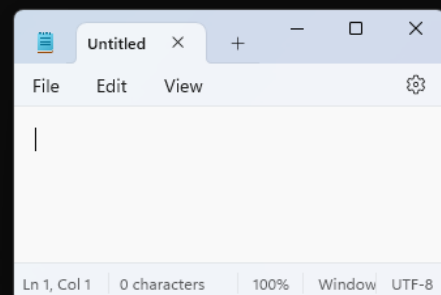 Untitled
File Edit View
Ln 1, Col 1 0 characters 100% Window UTF-8